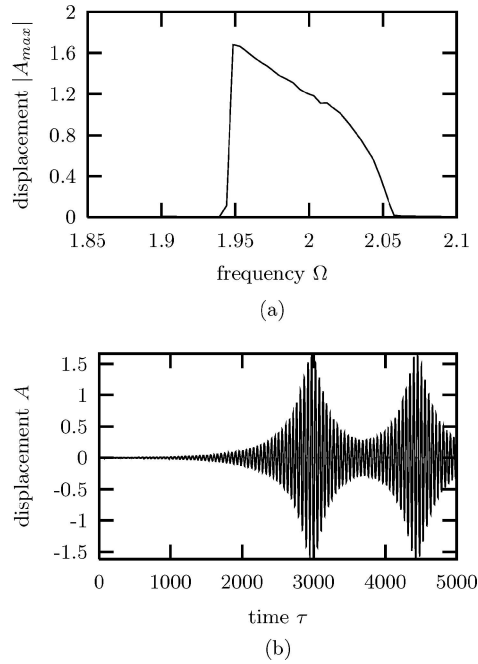 displacement |A_max|
2
1.6
1.2
0.8
0.4
0
1.85 1.9 1.95 2 2.05 2.1
frequency Ω
(a)
displacement A
1.5
1
0.5
0
-0.5
-1
-1.5
0 1000 2000 3000 4000 5000
time τ
(b)